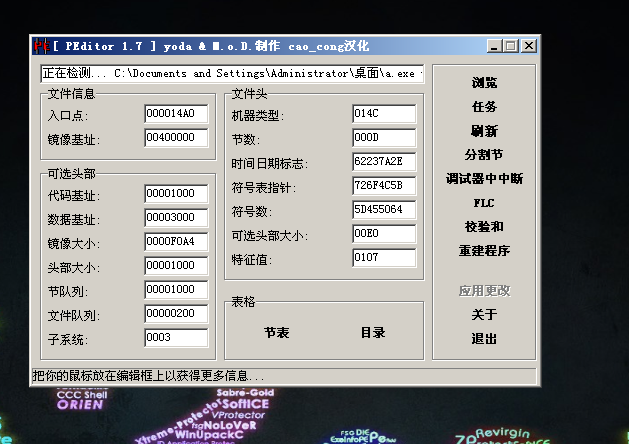 [ PEditor 1.7 ] yoda & M.o.D.制作 cao_cong汉化
正在检测... C:\Documents and Settings\Administrator\桌面\a.exe
文件信息
入口点: 000014A0
镜像基址: 00400000
可选头部
代码基址: 00001000
数据基址: 00003000
镜像大小: 0000F0A4
头部大小: 00001000
节队列: 00001000
文件队列: 00000200
子系统: 0003
文件头
机器类型: 014C
节数: 000D
时间日期标志: 62237A2E
符号表指针: 726F4C5B
符号数: 5D455064
可选头部大小: 00E0
特征值: 0107
表格
节表 目录
浏览
任务
刷新
分割节
调试器中中断
FLC
校验和
重建程序
应用更改
关于
退出
把你的鼠标放在编辑框上以获得更多信息...
CCC Shell
ORIEN
Sabre-Gold
SoftICE
VProtector
NoLoVeR
WinUpackC
Xtreme-Protector
FSG DIE
ExeInfoPE
Revirgin